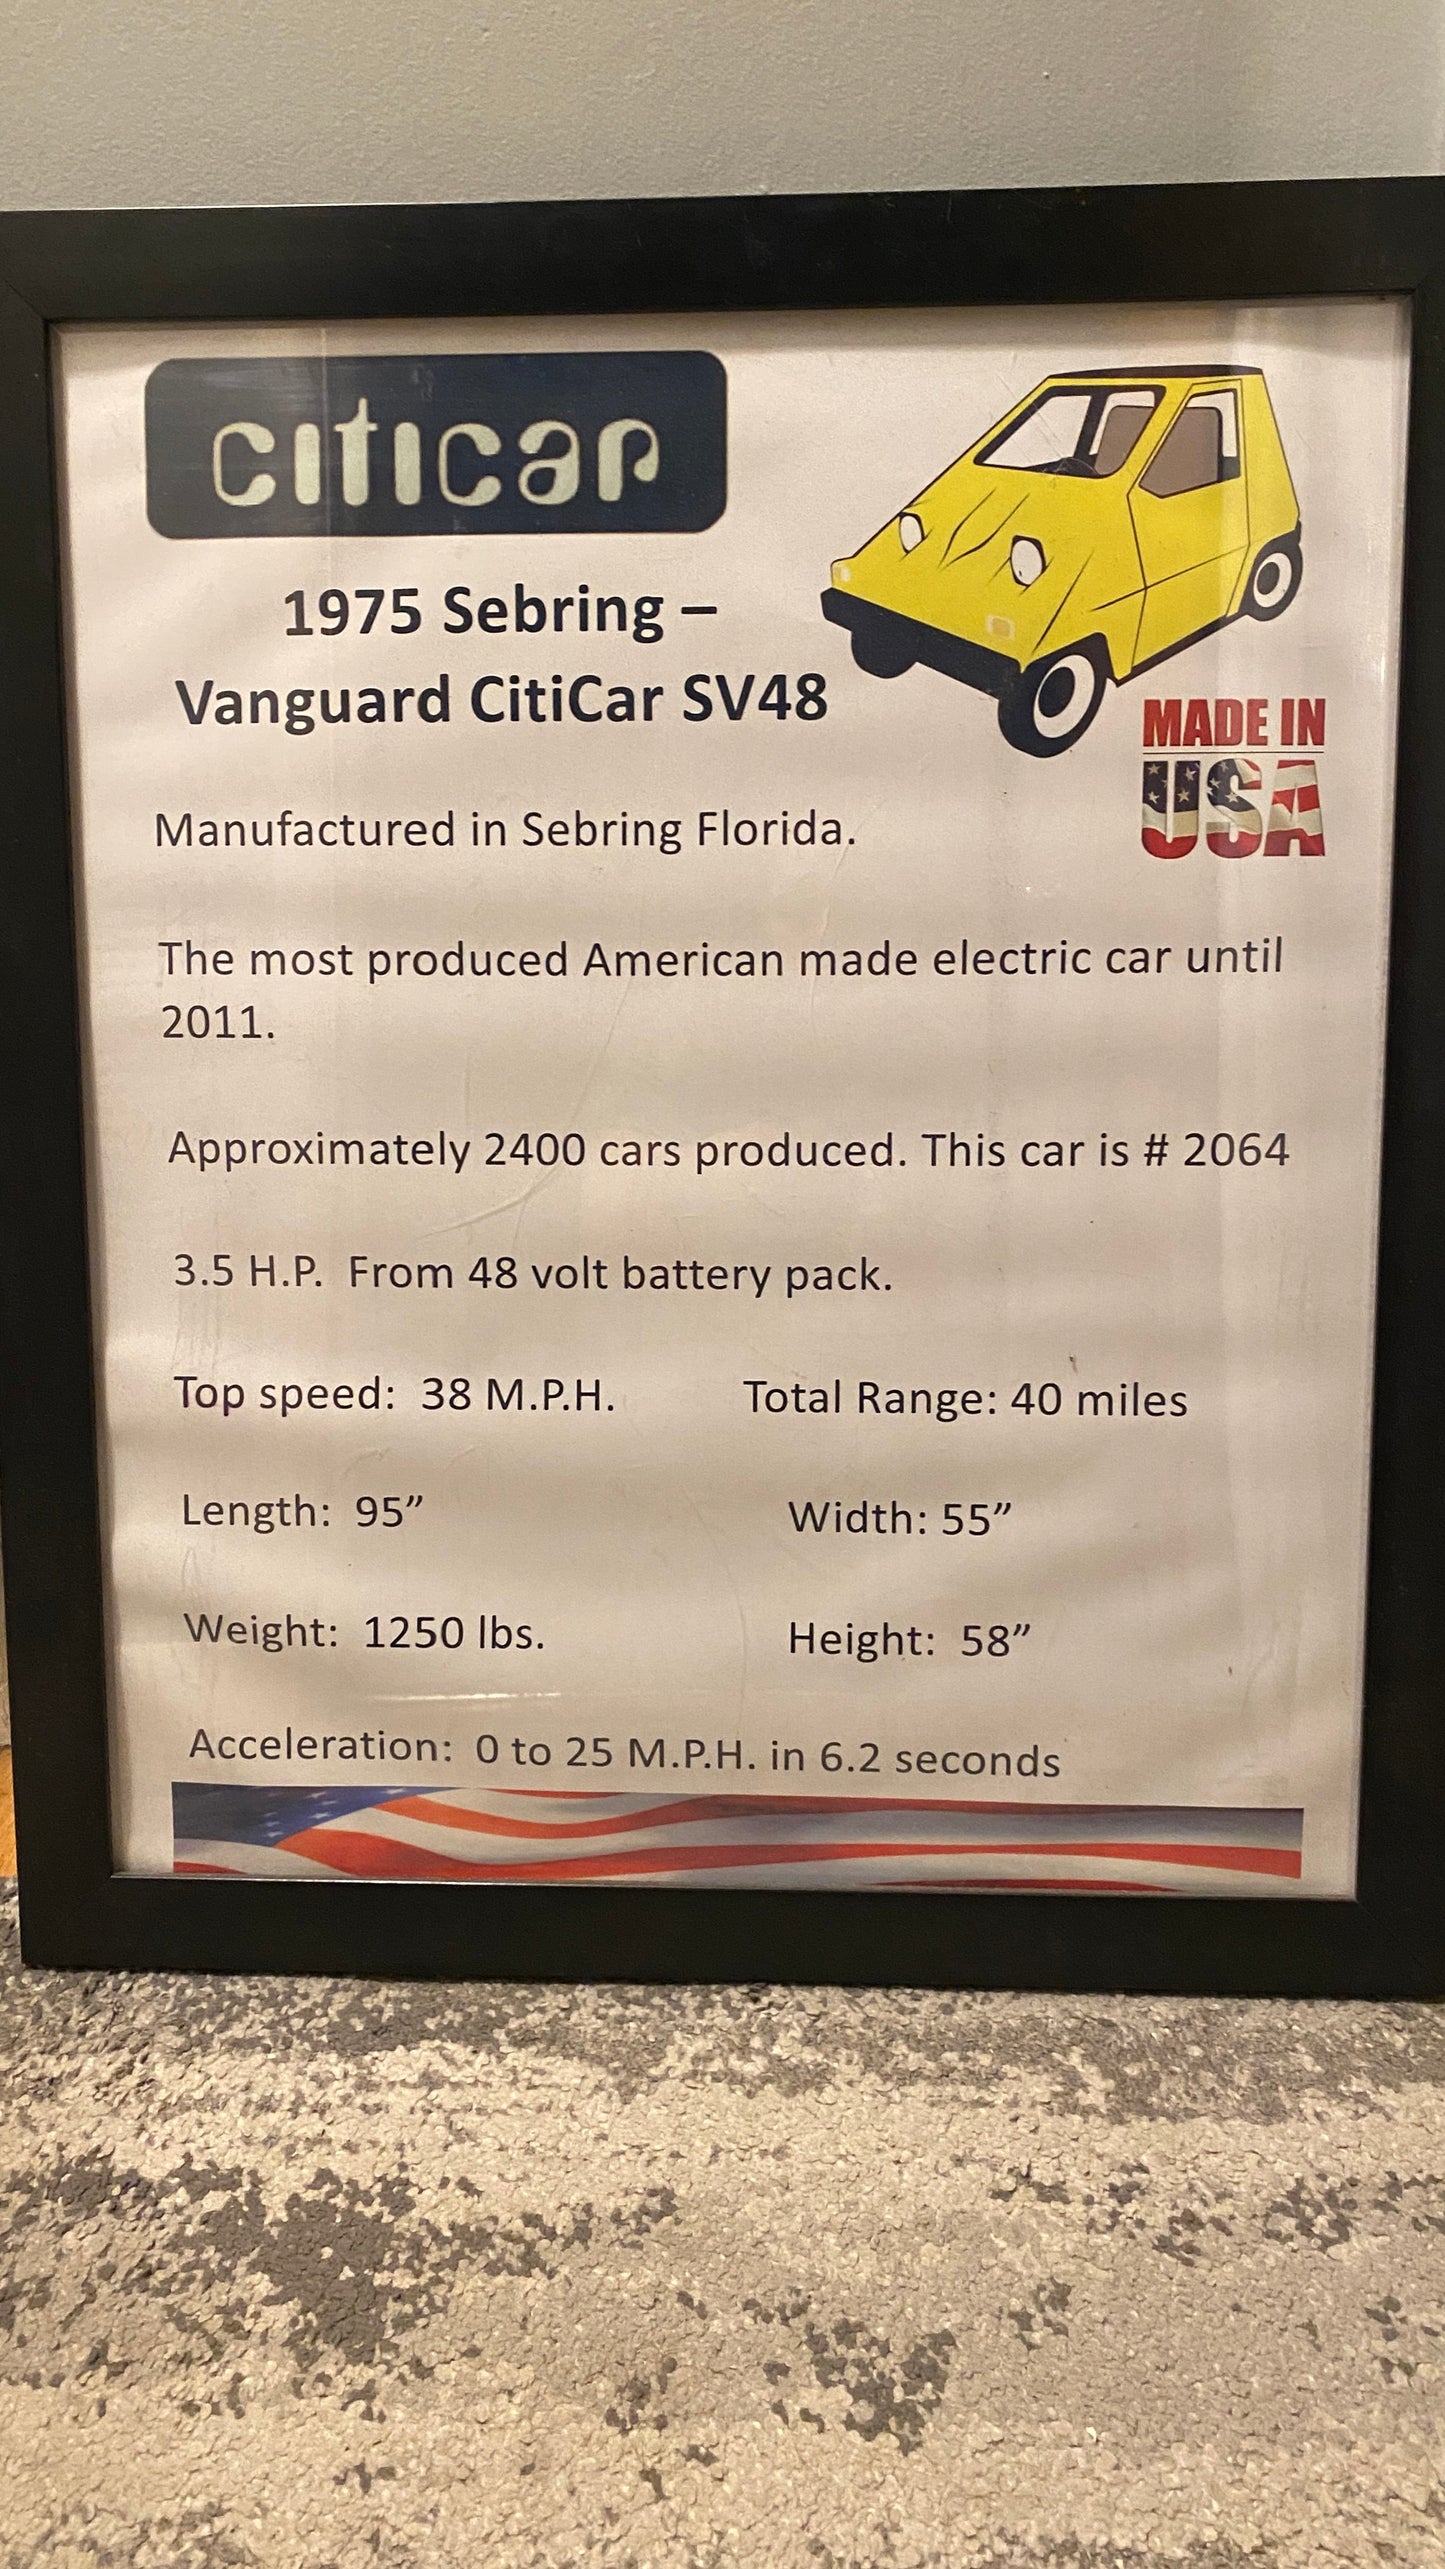 citicar
1975 Sebring –
Vanguard CitiCar SV48
MADE IN
USA
Manufactured in Sebring Florida.
The most produced American made electric car until
2011.
Approximately 2400 cars produced. This car is # 2064
3.5 H.P.  From 48 volt battery pack.
Top speed:  38 M.P.H. Total Range: 40 miles
Length:  95” Width: 55”
Weight:  1250 lbs. Height:  58”
Acceleration:  0 to 25 M.P.H. in 6.2 seconds